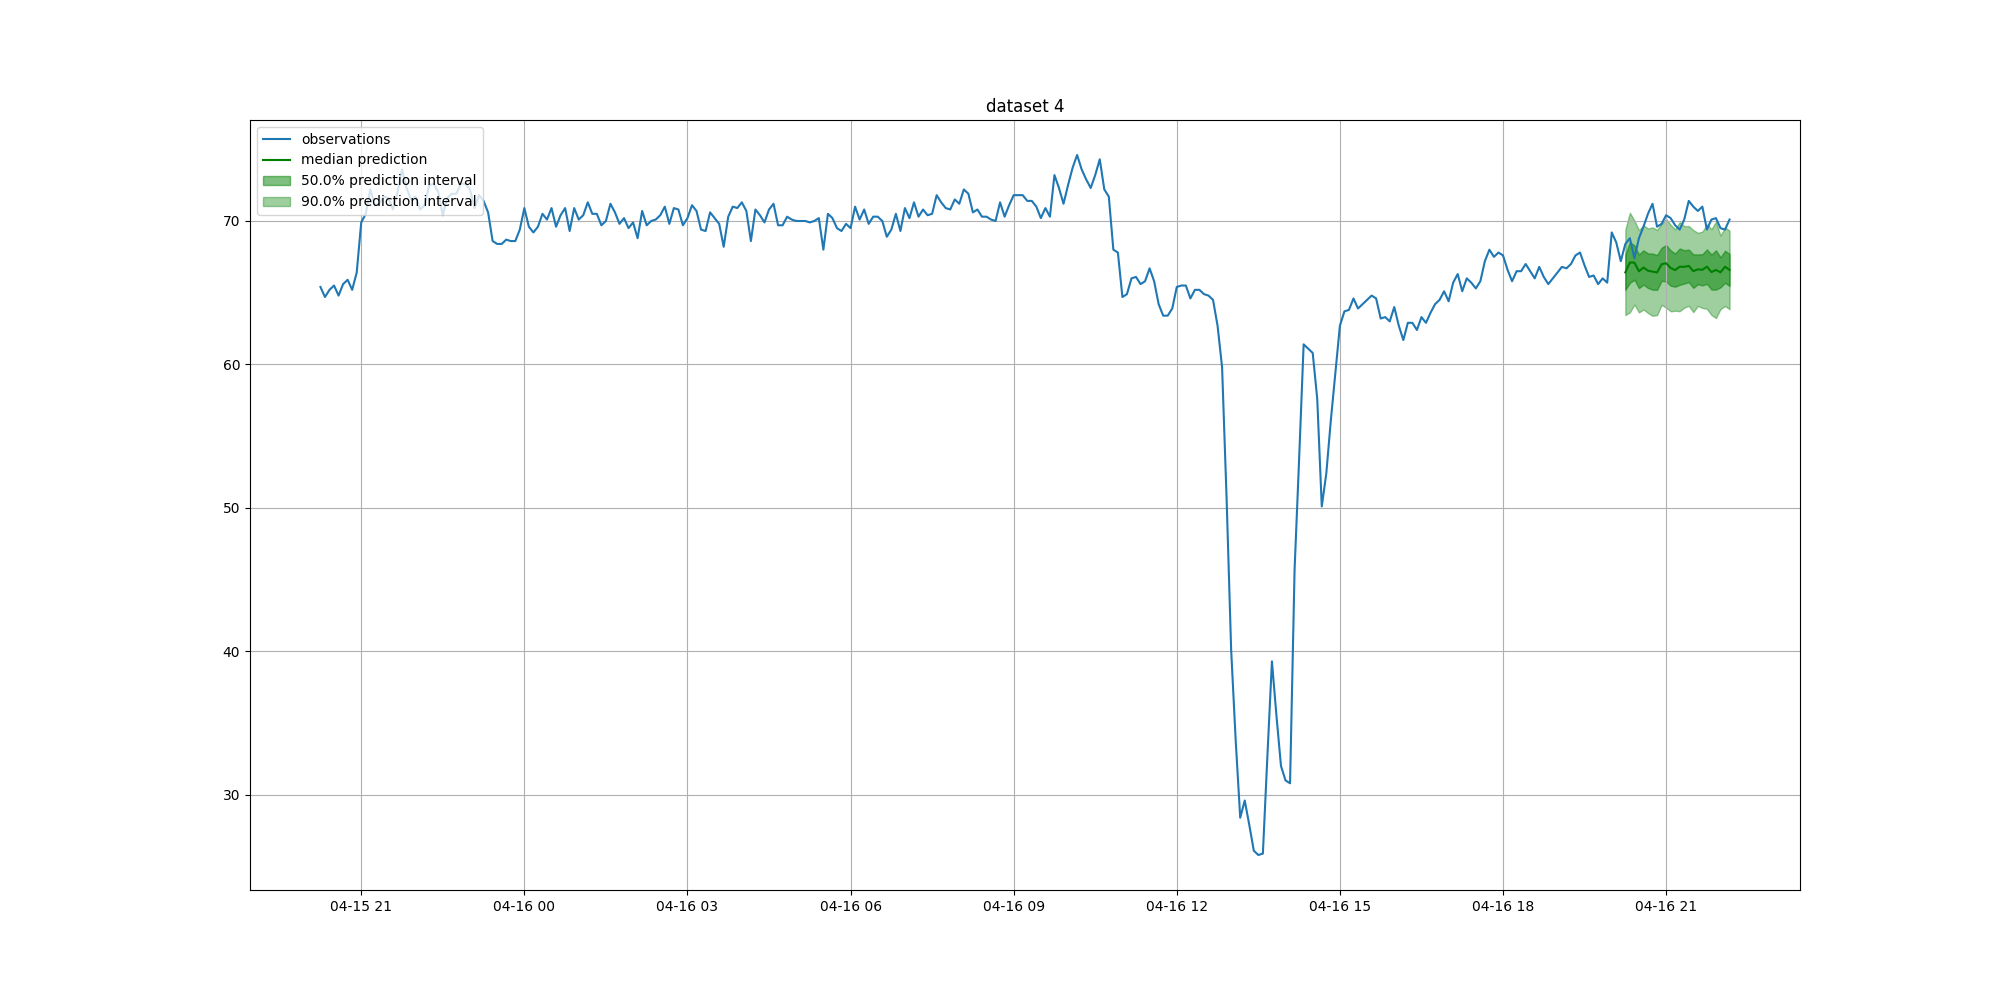 dataset 4
observations
median prediction
50.0% prediction interval
90.0% prediction interval
70
60
50
40
30
04-15 21
04-16 00
04-16 03
04-16 06
04-16 09
04-16 12
04-16 15
04-16 18
04-16 21